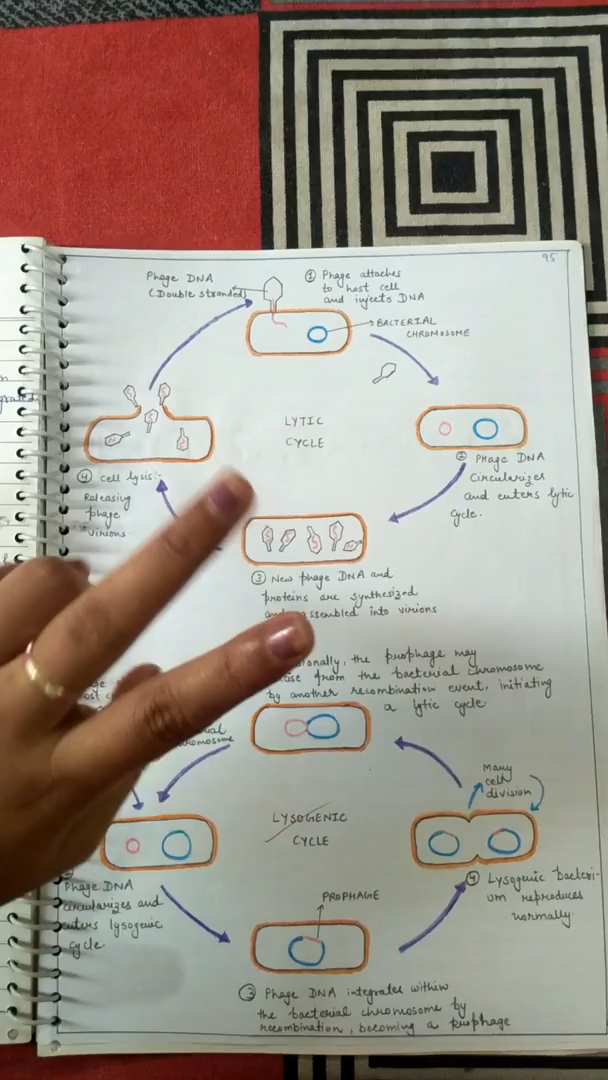 95
Phage DNA
(Double stranded)
① Phage attaches
to host cell
and injects DNA
BACTERIAL
CHROMOSOME
LYTIC
CYCLE
② Phage DNA
Circularizes
and enters lytic
cycle.
④ Cell lysis:-
Releasing
phage
virions
③ New phage DNA and
proteins are synthesized
assembled into virions
the prophage may
from the bacterial chromosome
by another recombination event, initiating
a lytic cycle.
Many
cell
division
LYSOGENIC
CYCLE
④ Lysogenic bacteri-
um reproduces
normally.
Phage DNA
circularizes and
enters lysogenic
cycle
PROPHAGE
③ Phage DNA integrates within
the bacterial chromosome by
recombination, becoming a prophage